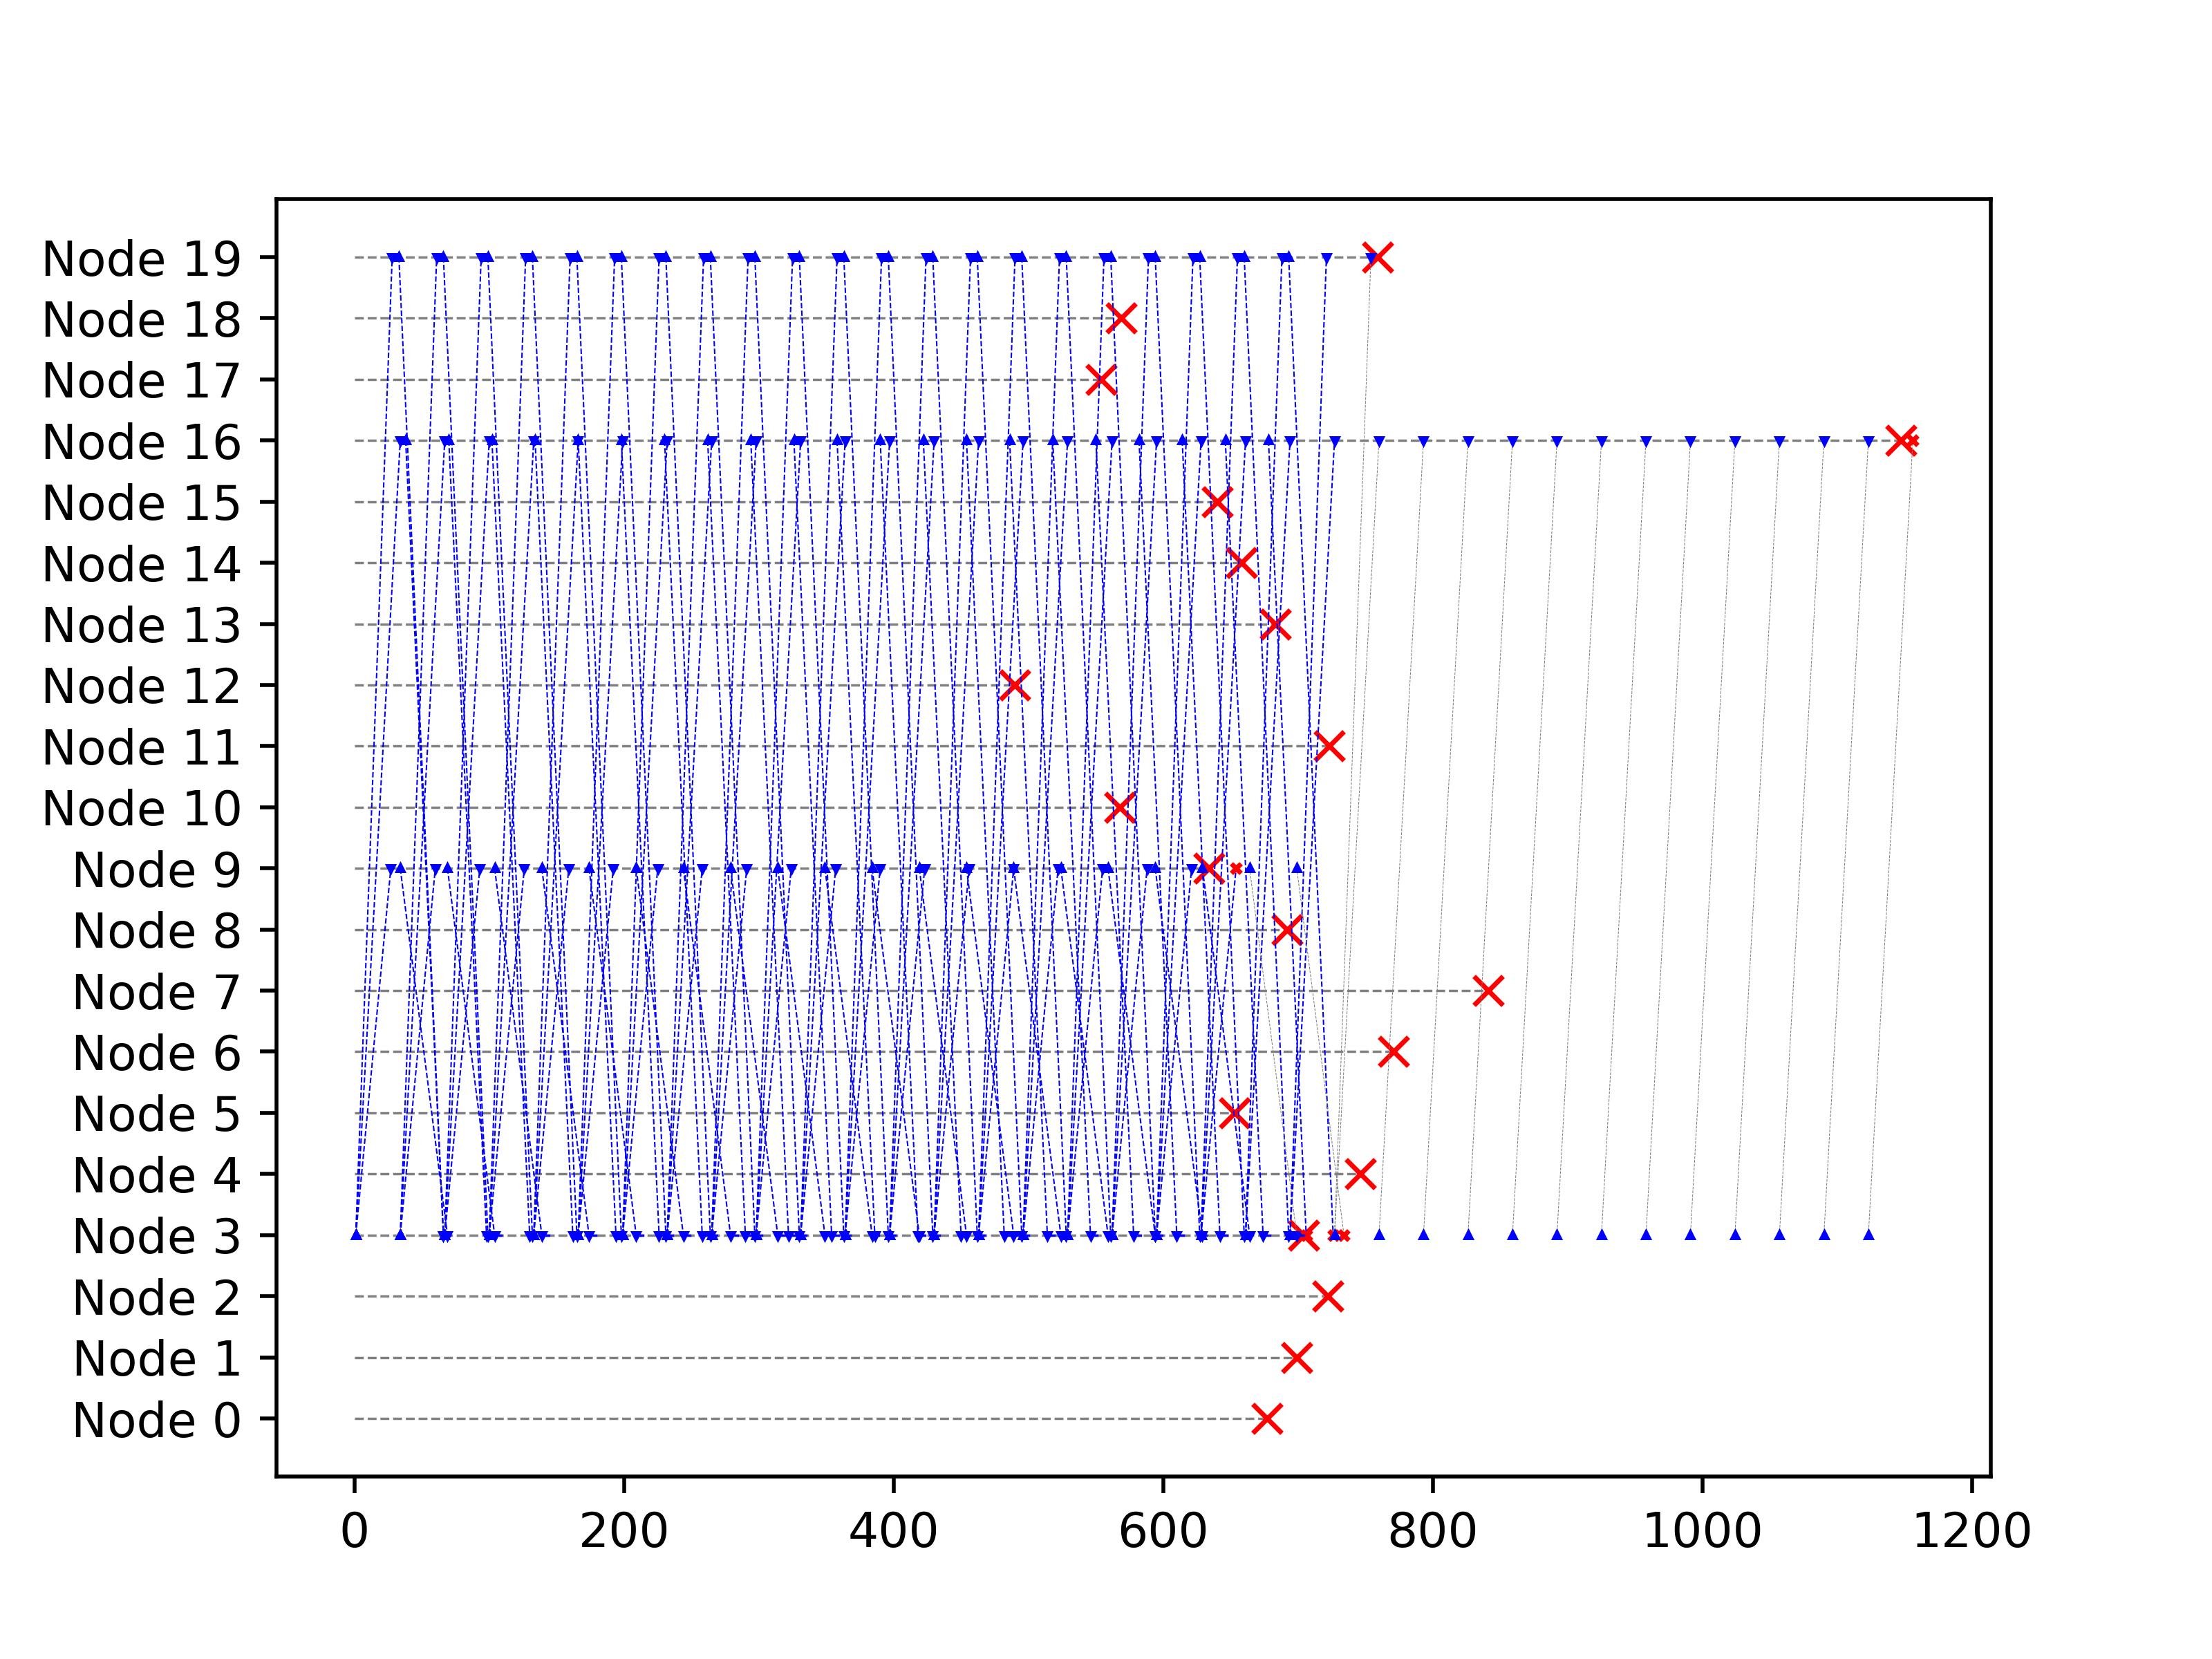 Node 19
Node 18
Node 17
Node 16
Node 15
Node 14
Node 13
Node 12
Node 11
Node 10
Node 9
Node 8
Node 7
Node 6
Node 5
Node 4
Node 3
Node 2
Node 1
Node 0
0 200 400 600 800 1000 1200